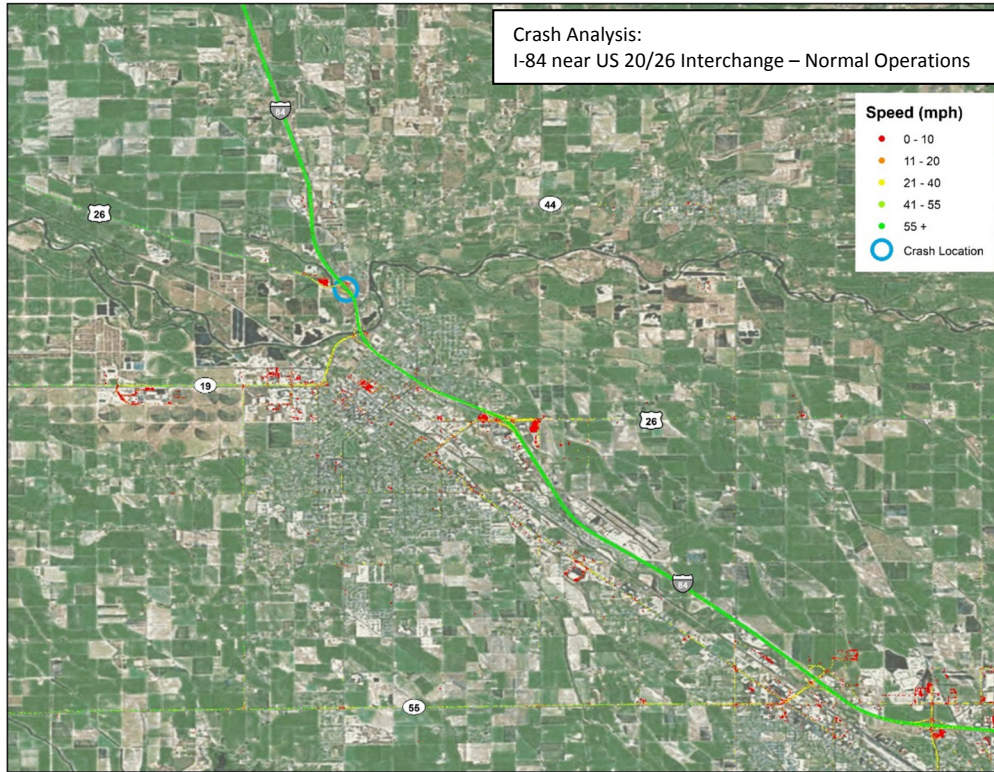 Crash Analysis:
I-84 near US 20/26 Interchange – Normal Operations
Speed (mph)
0 - 10
11 - 20
21 - 40
41 - 55
55 +
Crash Location
84
26
44
19
26
84
55